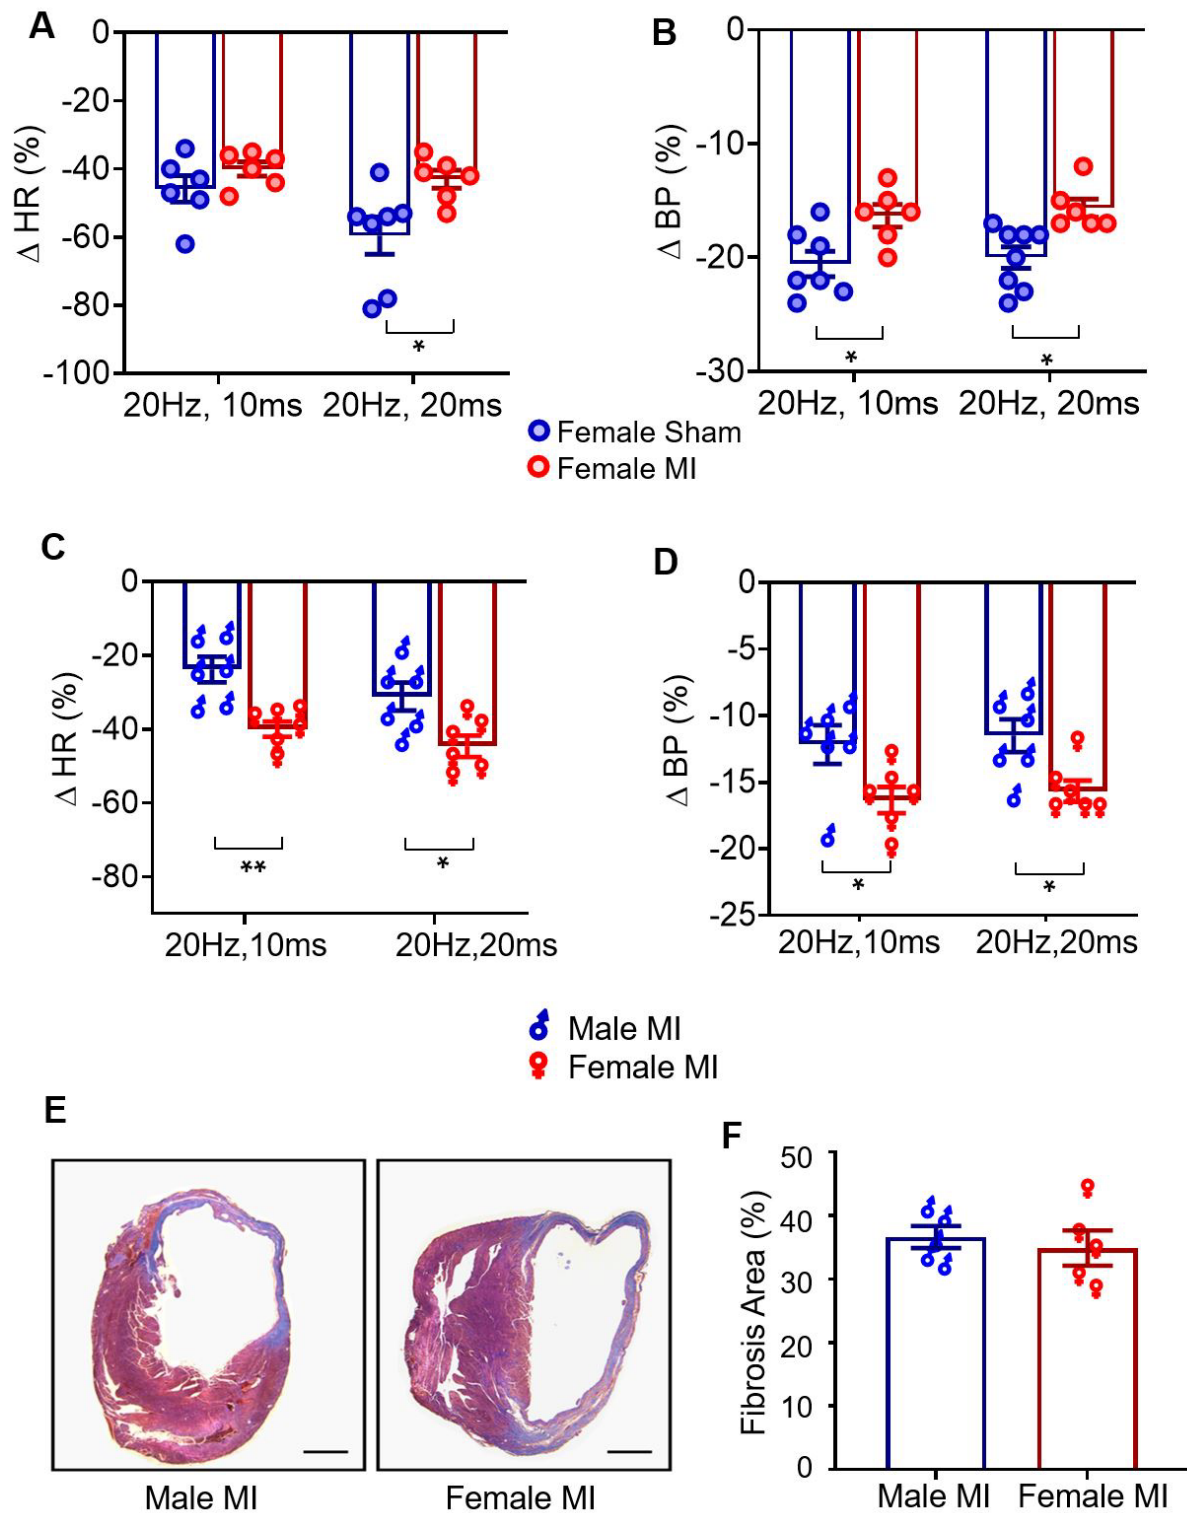 A
0
-20
-40
-60
-80
-100
Δ HR (%)
*
20Hz, 10ms
20Hz, 20ms
B
0
-10
-20
-30
Δ BP (%)
*
*
20Hz, 10ms
20Hz, 20ms
Female Sham
Female MI
C
0
-20
-40
-60
-80
Δ HR (%)
**
*
20Hz,10ms
20Hz,20ms
D
0
-5
-10
-15
-20
-25
Δ BP (%)
*
*
20Hz,10ms
20Hz,20ms
Male MI
Female MI
E
Male MI
Female MI
F
50
40
30
20
10
0
Fibrosis Area (%)
Male MI
Female MI